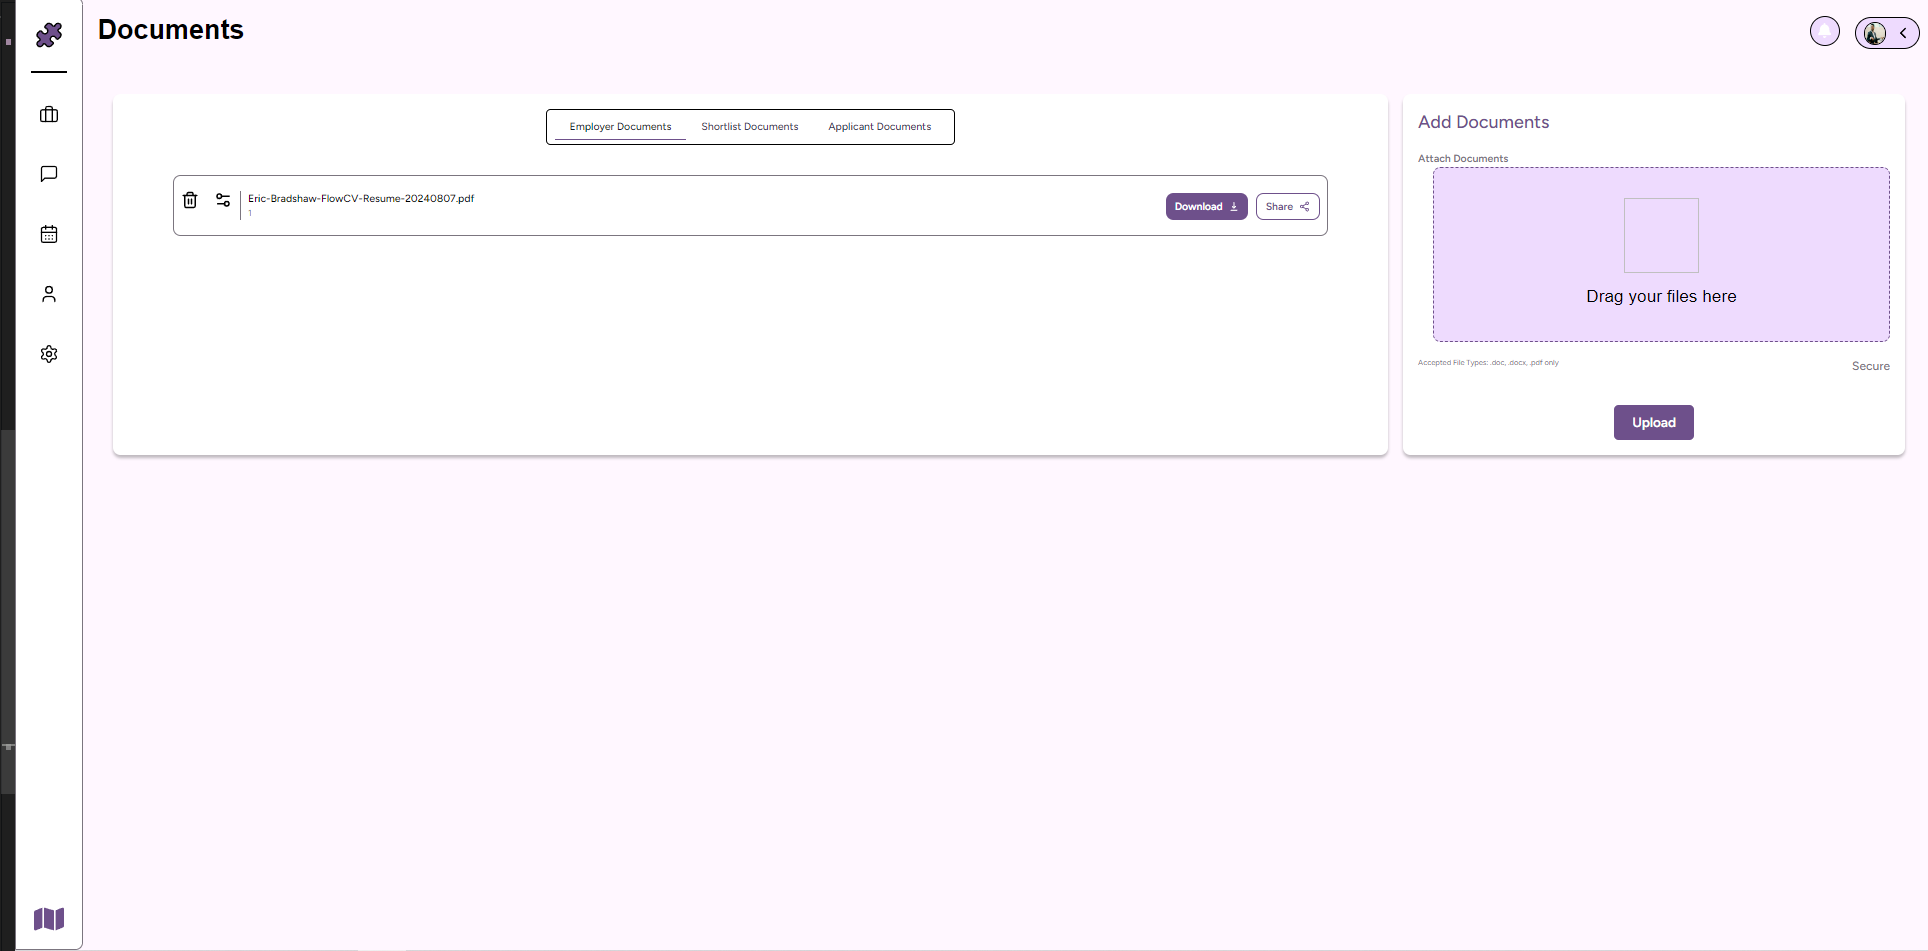 Documents
Employer Documents
Shortlist Documents
Applicant Documents
Eric-Bradshaw-FlowCV-Resume-20240807.pdf
1
Download
Share
Add Documents
Attach Documents
Drag your files here
Accepted File Types: .doc, .docx, .pdf only
Secure
Upload